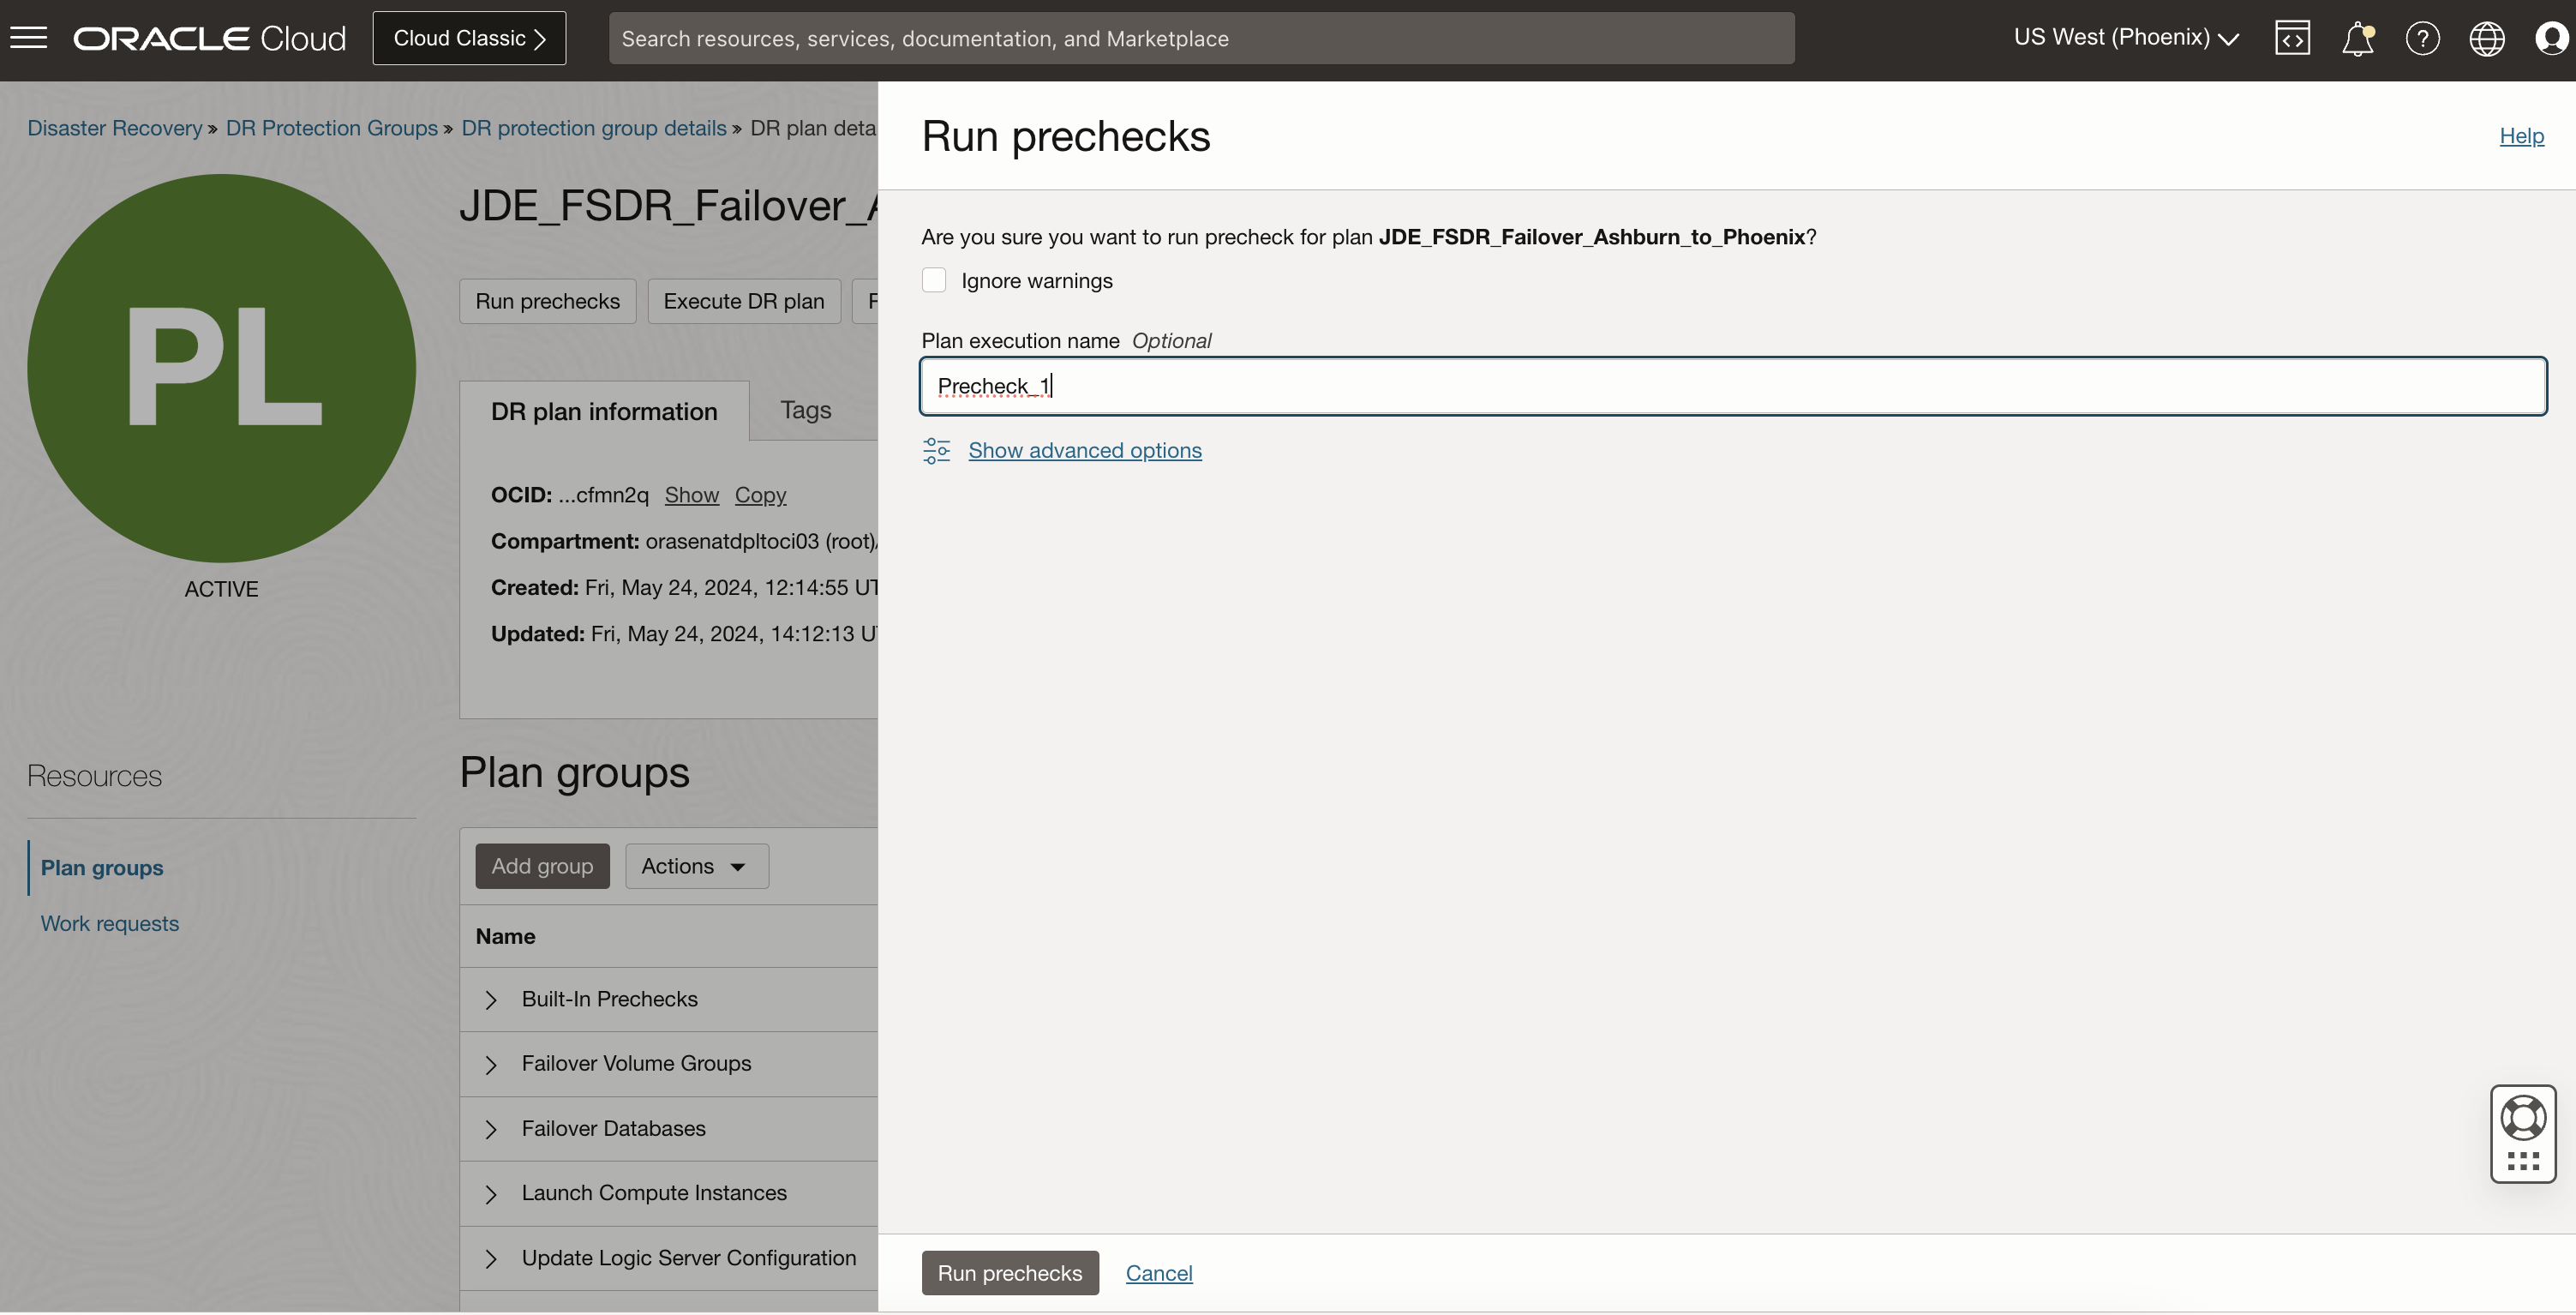 ORACLE Cloud
Cloud Classic
Search resources, services, documentation, and Marketplace
US West (Phoenix)
Disaster Recovery » DR Protection Groups » DR protection group details » DR plan deta
PL
ACTIVE
JDE_FSDR_Failover_A
Run prechecks
Execute DR plan
DR plan information
Tags
OCID: ...cfmn2q Show Copy
Compartment: orasenatdpltoci03 (root)/
Created: Fri, May 24, 2024, 12:14:55 UT
Updated: Fri, May 24, 2024, 14:12:13 U
Resources
Plan groups
Work requests
Plan groups
Add group
Actions
Name
Built-In Prechecks
Failover Volume Groups
Failover Databases
Launch Compute Instances
Update Logic Server Configuration
Run prechecks
Help
Are you sure you want to run precheck for plan JDE_FSDR_Failover_Ashburn_to_Phoenix?
Ignore warnings
Plan execution name Optional
Precheck_1
Show advanced options
Run prechecks
Cancel